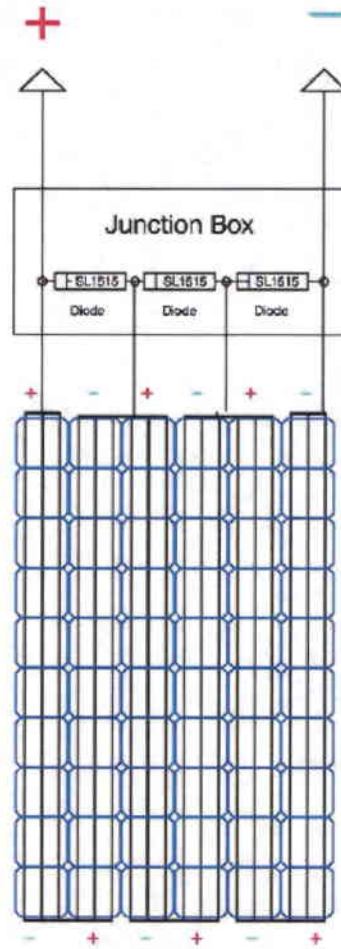 + −
Junction Box
SL1515 SL1515 SL1515
Diode Diode Diode
+ − + − + −
− + − + − +